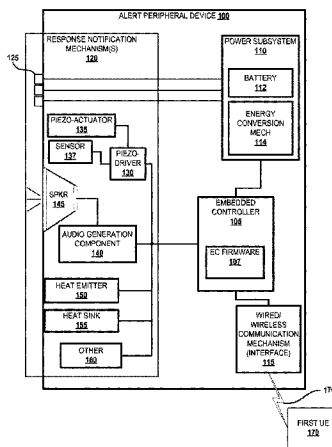 ALERT PERIPHERAL DEVICE 100
RESPONSE NOTIFICATION
MECHANISM(S)
120
125
POWER SUBSYSTEM
110
BATTERY
112
ENERGY
CONVERSION
MECH
114
PIEZO-ACTUATOR
135
SENSOR
137
PIEZO-
DRIVER
130
SPKR
145
AUDIO GENERATION
COMPONENT
140
EMBEDDED
CONTROLLER
105
EC FIRMWARE
107
HEAT EMITTER
150
HEAT SINK
155
OTHER
160
WIRED/
WIRELESS
COMMUNICATION
MECHANISM
(INTERFACE)
115
FIRST UE
170